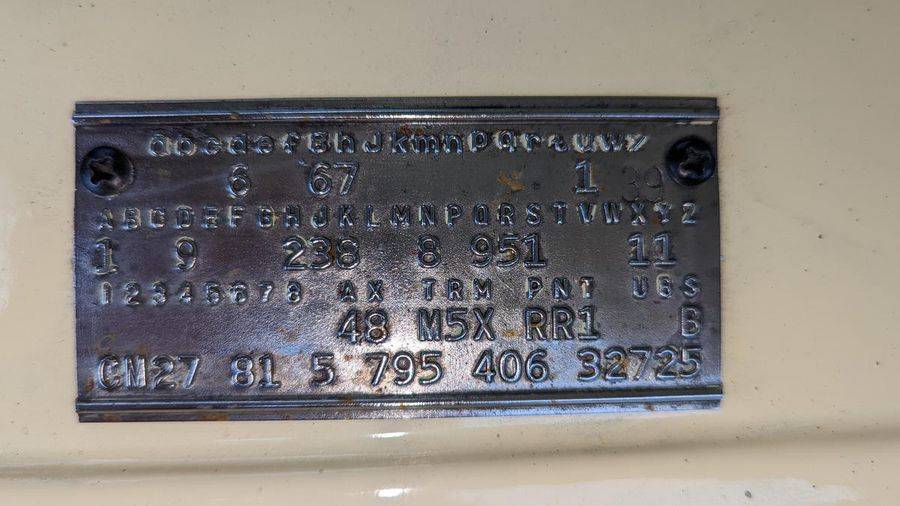 abcdefghJkmnpqrtuwz
6 67 1 39
ABCDEFGHJKLMNPQRSTVWXYZ
1 9 238 8 951 11
12345678 AX TRM PNT UBS
48 M5X RR1 B
CM27 81 5 795 406 32725